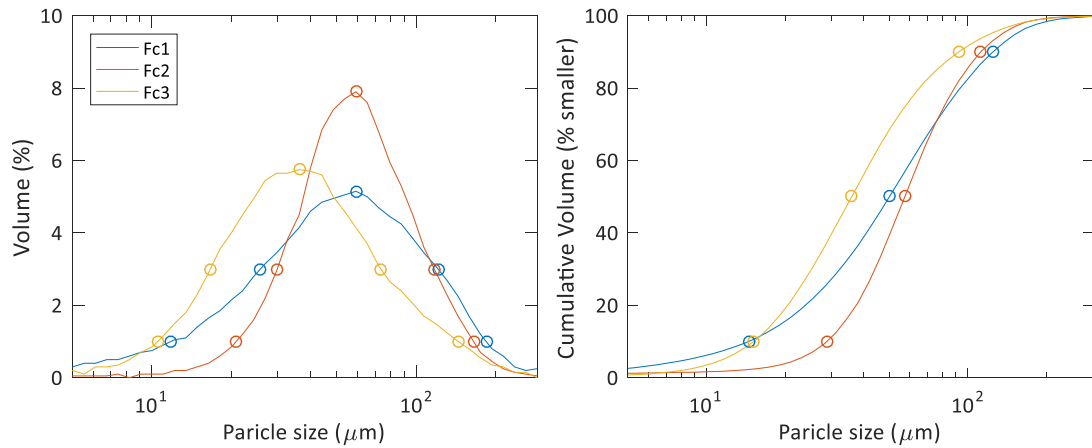 10
8
6
4
2
0
Volume (%)
Fc1
Fc2
Fc3
10¹
10²
Paricle size (μm)
100
80
60
40
20
0
Cumulative Volume (% smaller)
10¹
10²
Paricle size (μm)